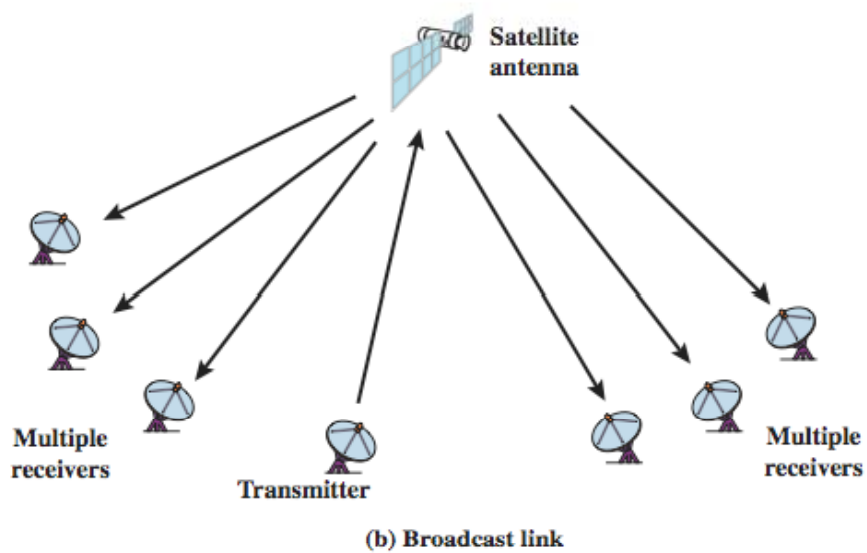 Satellite
antenna
Multiple
receivers
Transmitter
Multiple
receivers
(b) Broadcast link